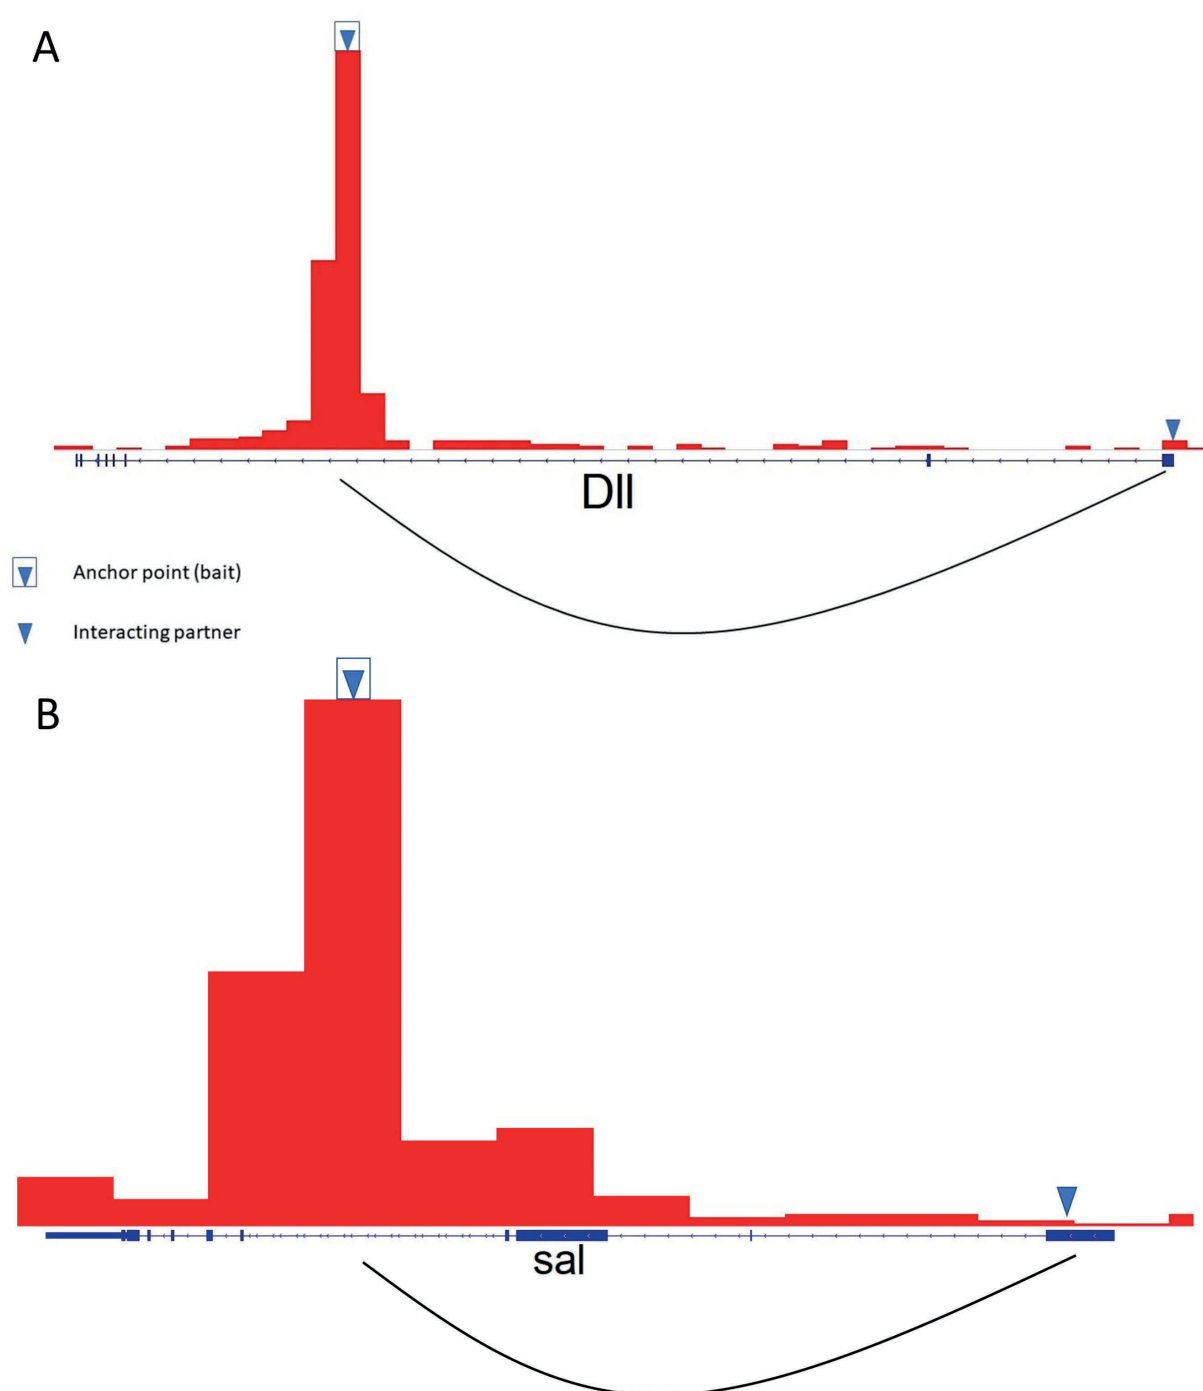 A
Dll
Anchor point (bait)
Interacting partner
B
sal